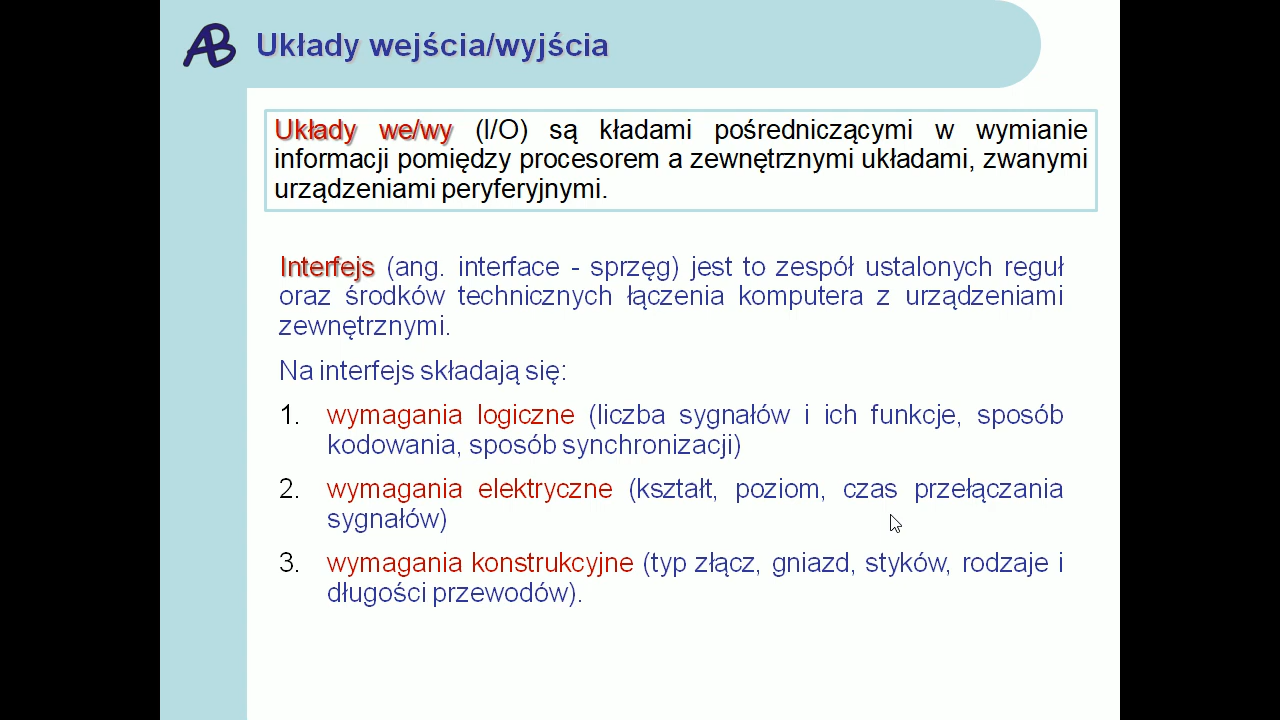 AB
Układy wejścia/wyjścia
Układy we/wy (I/O) są kładami pośredniczącymi w wymianie
informacji pomiędzy procesorem a zewnętrznymi układami, zwanymi
urządzeniami peryferyjnymi.
Interfejs (ang. interface - sprzęg) jest to zespół ustalonych reguł
oraz środków technicznych łączenia komputera z urządzeniami
zewnętrznymi.
Na interfejs składają się:
1. wymagania logiczne (liczba sygnałów i ich funkcje, sposób
kodowania, sposób synchronizacji)
2. wymagania elektryczne (kształt, poziom, czas przełączania
sygnałów)
3. wymagania konstrukcyjne (typ złącz, gniazd, styków, rodzaje i
długości przewodów).